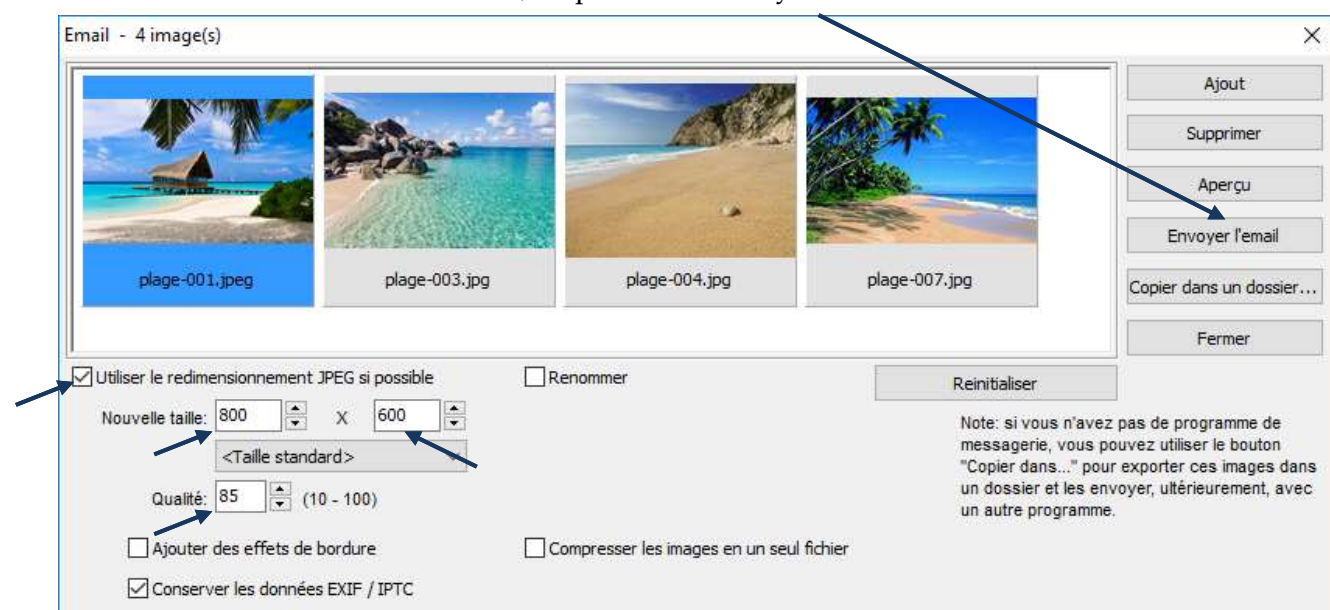 Email - 4 image(s)
plage-001.jpeg
plage-003.jpg
plage-004.jpg
plage-007.jpg
Ajout
Supprimer
Aperçu
Envoyer l'email
Copier dans un dossier...
Fermer
Utiliser le redimensionnement JPEG si possible
Renommer
Reinitialiser
Nouvelle taille: 800 X 600
<Taille standard>
Qualité: 85 (10 - 100)
Ajouter des effets de bordure
Compresser les images en un seul fichier
Conserver les données EXIF / IPTC
Note: si vous n'avez pas de programme de
messagerie, vous pouvez utiliser le bouton
"Copier dans..." pour exporter ces images dans
un dossier et les envoyer, ultérieurement, avec
un autre programme.